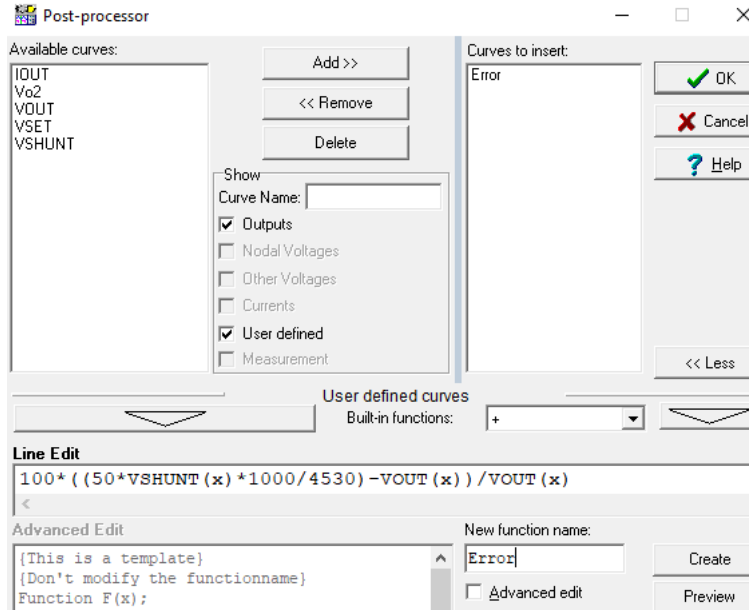 Post-processor
Available curves:
IOUT
Vo2
VOUT
VSET
VSHUNT
Add >>
<< Remove
Delete
Show
Curve Name:
Outputs
Nodal Voltages
Other Voltages
Currents
User defined
Measurement
Curves to insert:
Error
OK
Cancel
Help
<< Less
User defined curves
Built-in functions:
+
Line Edit
100*((50*VSHUNT(x)*1000/4530)-VOUT(x))/VOUT(x)
Advanced Edit
{This is a template}
{Don't modify the functionname}
Function F(x);
New function name:
Error
Advanced edit
Create
Preview